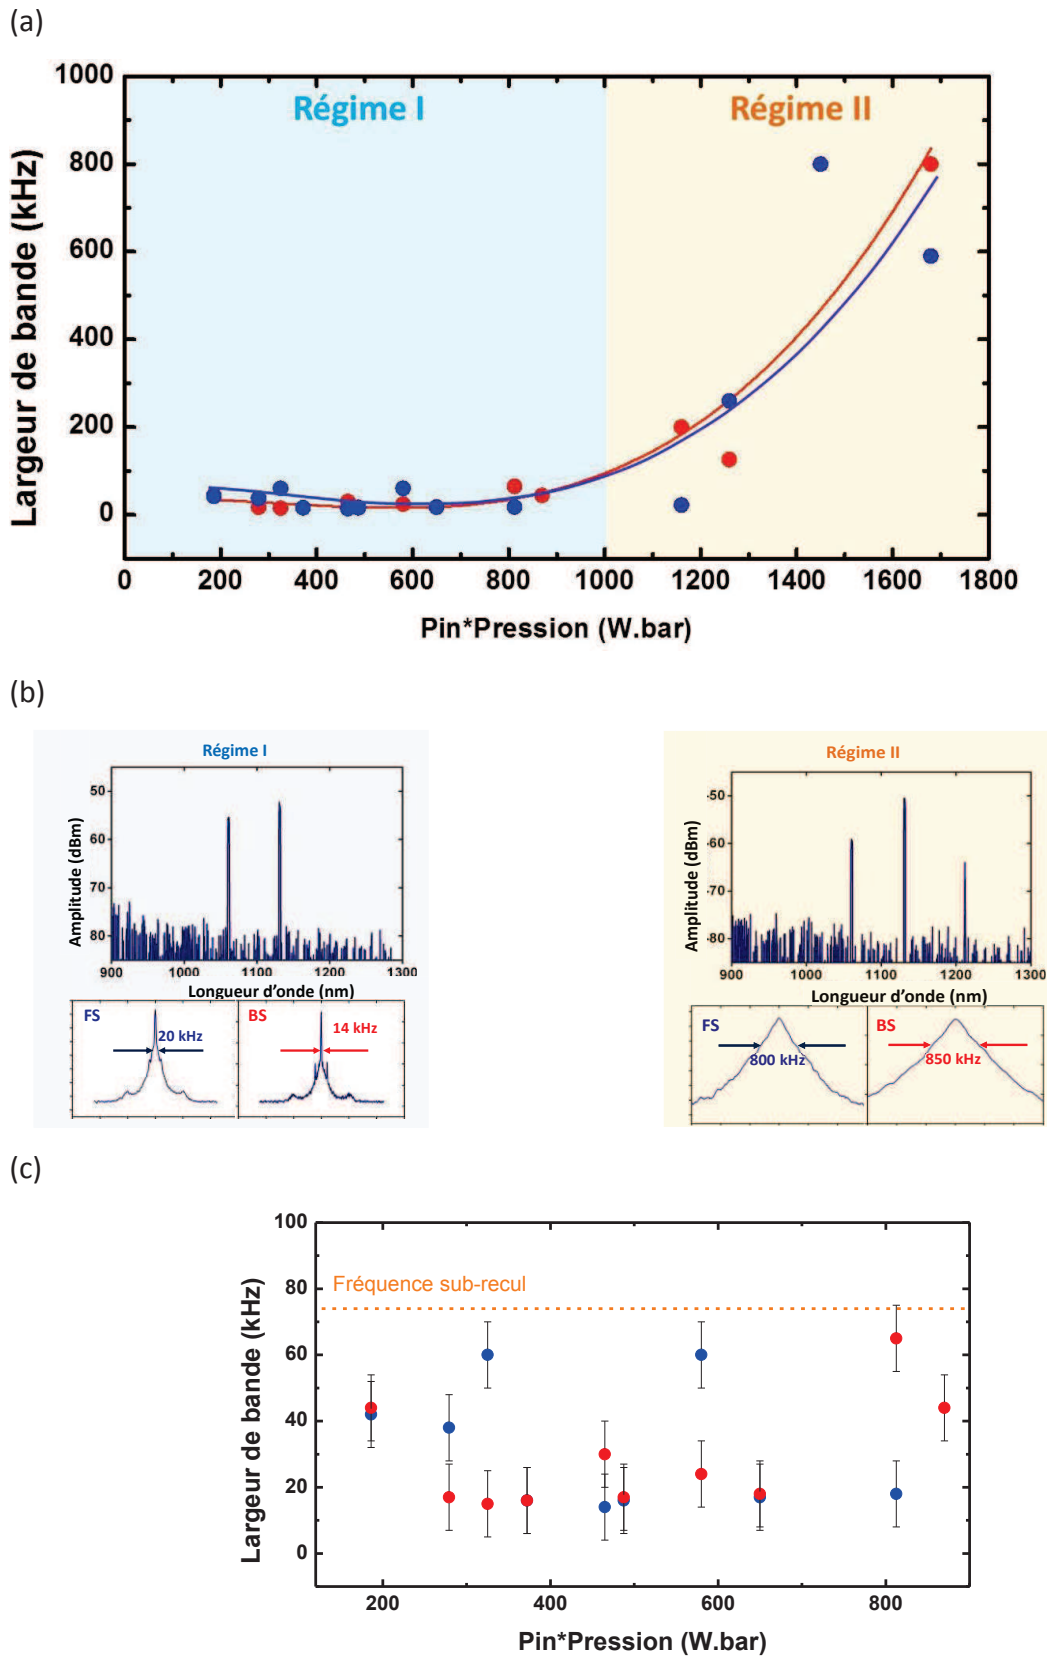 (a)
1000
Régime I
Régime II
800
600
400
200
0
Largeur de bande (kHz)
0 200 400 600 800 1000 1200 1400 1600 1800
Pin*Pression (W.bar)
(b)
Régime I
50
60
70
80
Amplitude (dBm)
900 1000 1100 1200 1300
Longueur d'onde (nm)
FS
20 kHz
BS
14 kHz
Régime II
-50
-60
-70
-80
Amplitude (dBm)
900 1000 1100 1200 1300
Longueur d'onde (nm)
FS
800 kHz
BS
850 kHz
(c)
100
80
60
40
20
0
Largeur de bande (kHz)
Fréquence sub-recul
200 400 600 800
Pin*Pression (W.bar)